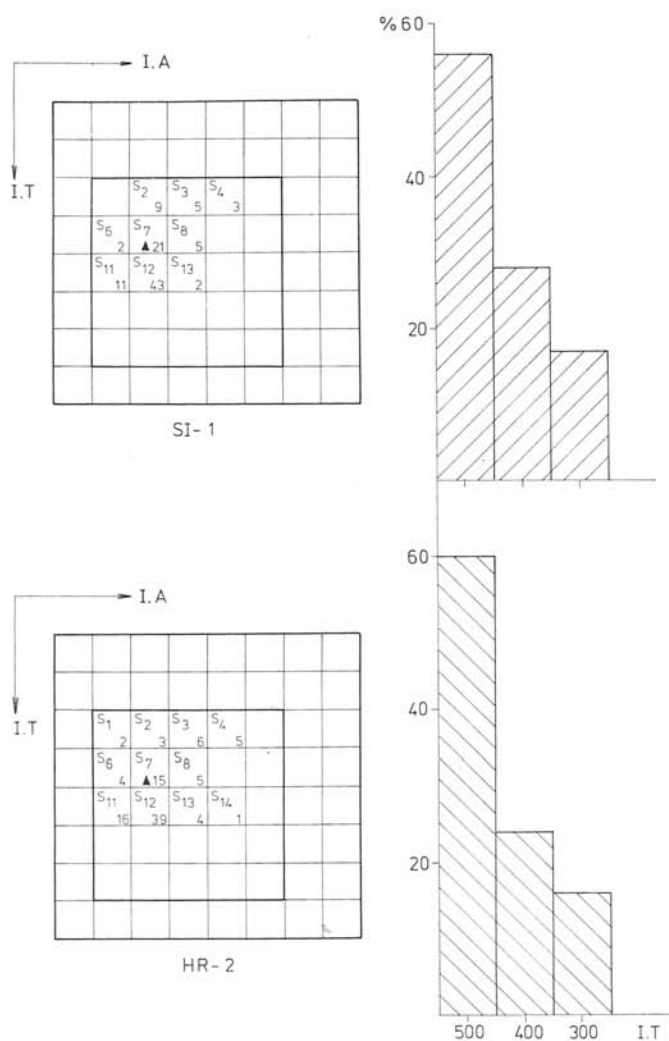 %60
I.A
I.T
40
S2 S3 S4
9 5 3
S6 S7 S8
2 ▲21 5
S11 S12 S13
11 43 2
20
SI-1
60
I.A
I.T
40
S1 S2 S3 S4
2 3 6 5
S6 S7 S8
4 ▲15 5
S11 S12 S13 S14
16 39 4 1
20
HR-2
500 400 300 I.T